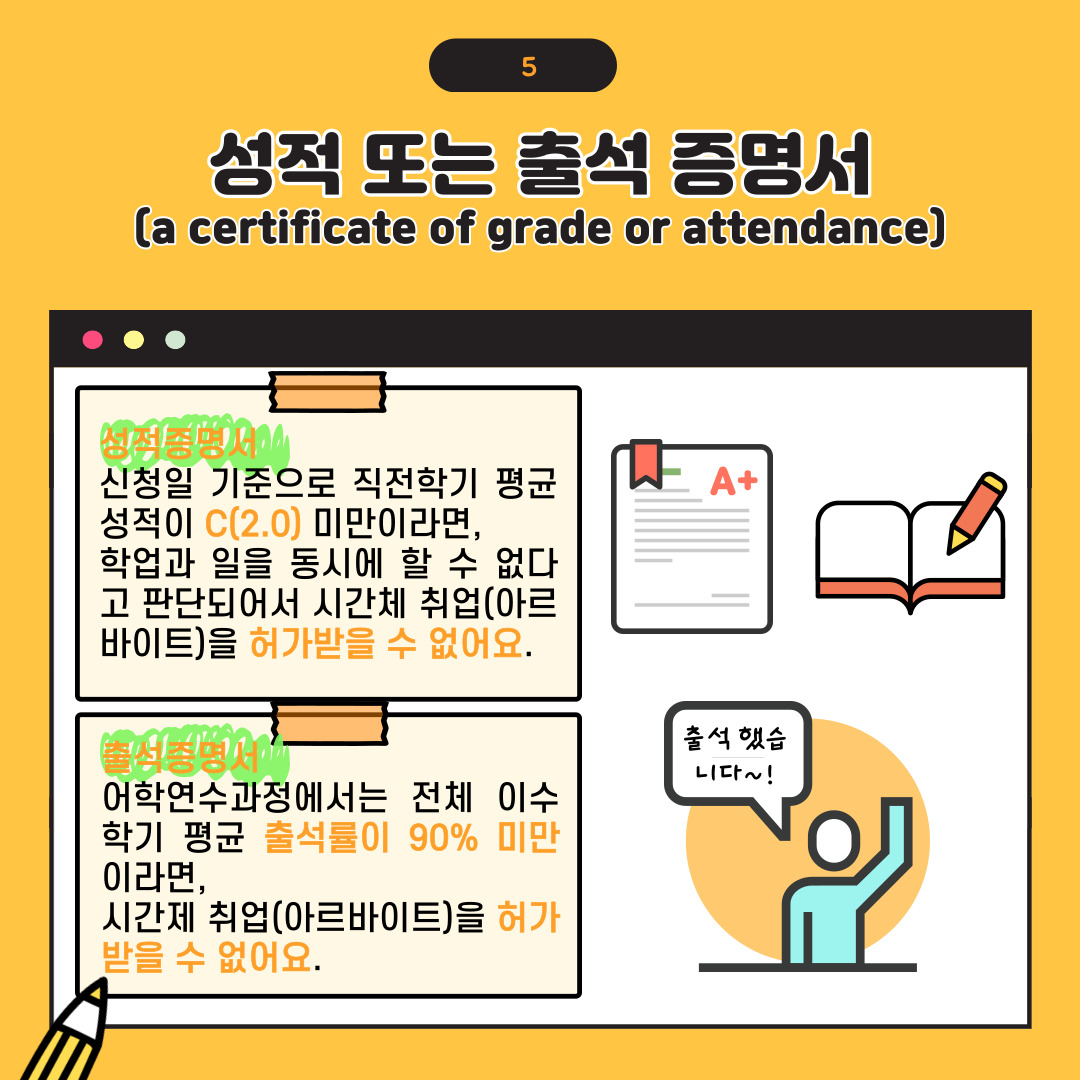 5
성적 또는 출석 증명서
(a certificate of grade or attendance)
성적증명서
신청일 기준으로 직전학기 평균
성적이 C(2.0) 미만이라면,
학업과 일을 동시에 할 수 없다
고 판단되어서 시간체 취업(아르
바이트)을 허가받을 수 없어요.
A+
출석증명서
어학연수과정에서는 전체 이수
학기 평균 출석률이 90% 미만
이라면,
시간제 취업(아르바이트)을 허가
받을 수 없어요.
출석 했습
니다~!